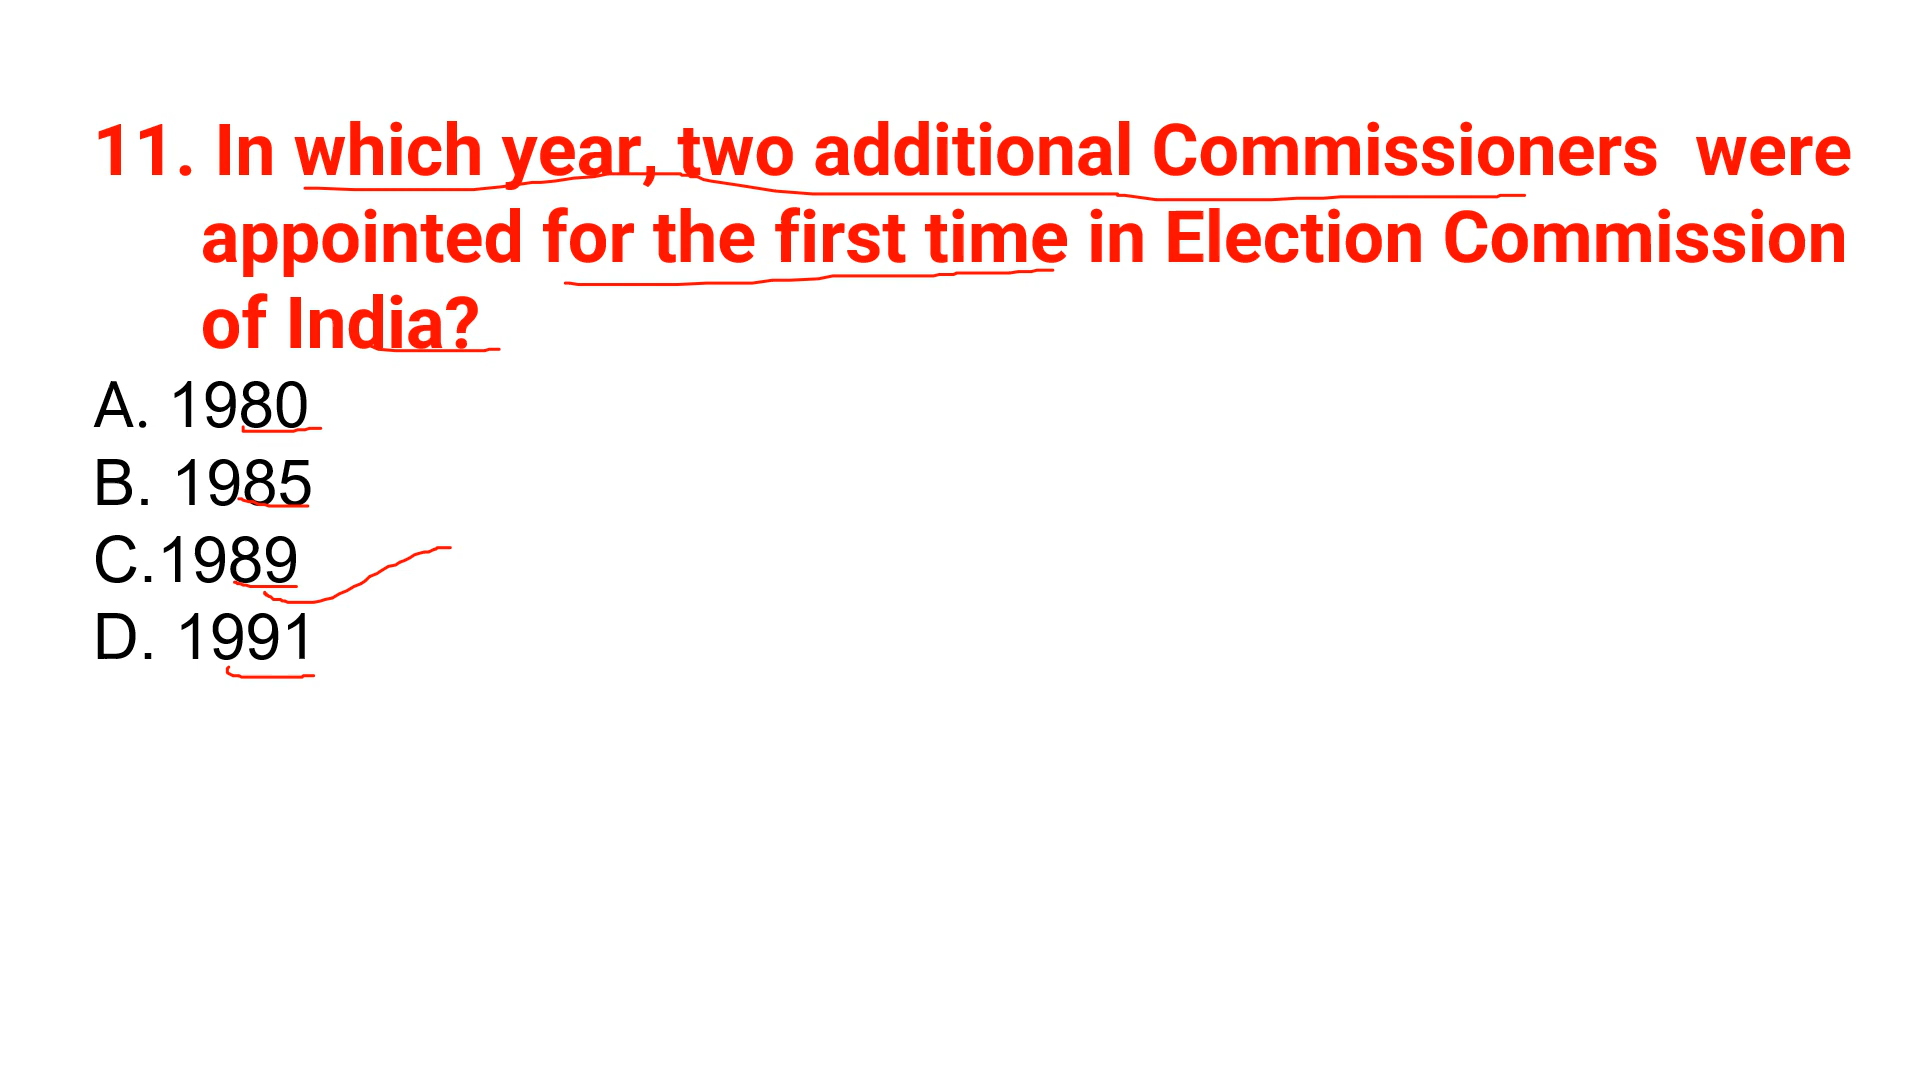 11. In which year, two additional Commissioners were
appointed for the first time in Election Commission
of India?
A. 1980
B. 1985
C.1989
D. 1991